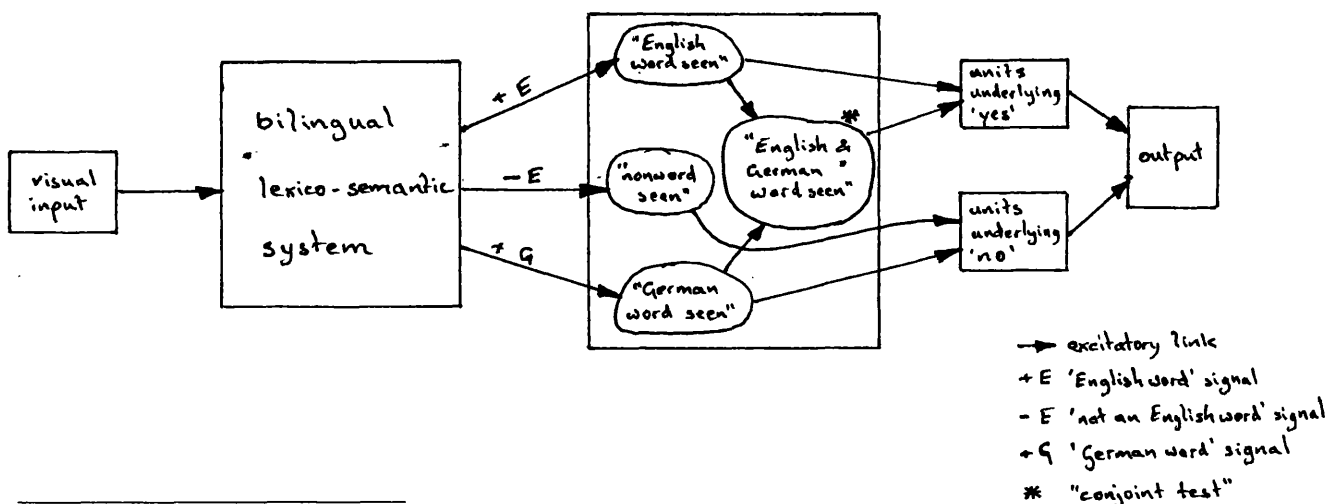 visual
input
bilingual
lexico-semantic
system
+ E
- E
+ G
"English
word seen"
"nonword
seen"
"German
word seen"
*
"English &
German "
word seen"
units
underlying
'yes'
units
underlying
'no'
output
→ excitatory link
+ E 'English word' signal
- E 'not an English word' signal
+ G 'German word' signal
* "conjoint test"